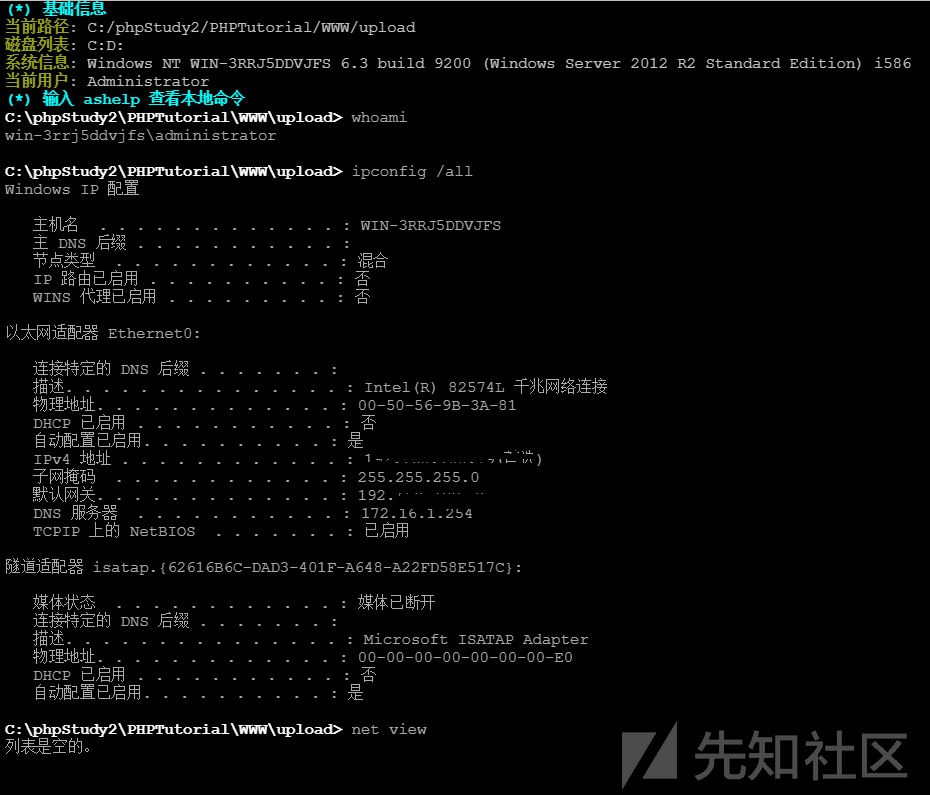 (*) 基础信息
当前路径: C:/phpStudy2/PHPTutorial/WWW/upload
磁盘列表: C:D:
系统信息: Windows NT WIN-3RRJ5DDVJFS 6.3 build 9200 (Windows Server 2012 R2 Standard Edition) i586
当前用户: Administrator
(*) 输入 ashelp 查看本地命令
C:\phpStudy2\PHPTutorial\WWW\upload> whoami
win-3rrj5ddvjfs\administrator
C:\phpStudy2\PHPTutorial\WWW\upload> ipconfig /all
Windows IP 配置
主机名 . . . . . . . . . . . . . : WIN-3RRJ5DDVJFS
主 DNS 后缀 . . . . . . . . . . . :
节点类型 . . . . . . . . . . . . : 混合
IP 路由已启用 . . . . . . . . . . : 否
WINS 代理已启用 . . . . . . . . . : 否
以太网适配器 Ethernet0:
连接特定的 DNS 后缀 . . . . . . . :
描述. . . . . . . . . . . . . . . : Intel(R) 82574L 千兆网络连接
物理地址. . . . . . . . . . . . . : 00-50-56-9B-3A-81
DHCP 已启用 . . . . . . . . . . . : 否
自动配置已启用. . . . . . . . . . : 是
IPv4 地址 . . . . . . . . . . . . :
子网掩码 . . . . . . . . . . . . : 255.255.255.0
默认网关. . . . . . . . . . . . . : 192.
DNS 服务器 . . . . . . . . . . . : 172.16.1.254
TCPIP 上的 NetBIOS . . . . . . . : 已启用
隧道适配器 isatap.{62616B6C-DAD3-401F-A648-A22FD58E517C}:
媒体状态 . . . . . . . . . . . . : 媒体已断开
连接特定的 DNS 后缀 . . . . . . . :
描述. . . . . . . . . . . . . . . : Microsoft ISATAP Adapter
物理地址. . . . . . . . . . . . . : 00-00-00-00-00-00-00-E0
DHCP 已启用 . . . . . . . . . . . : 否
自动配置已启用. . . . . . . . . . : 是
C:\phpStudy2\PHPTutorial\WWW\upload> net view
列表是空的。
先知社区